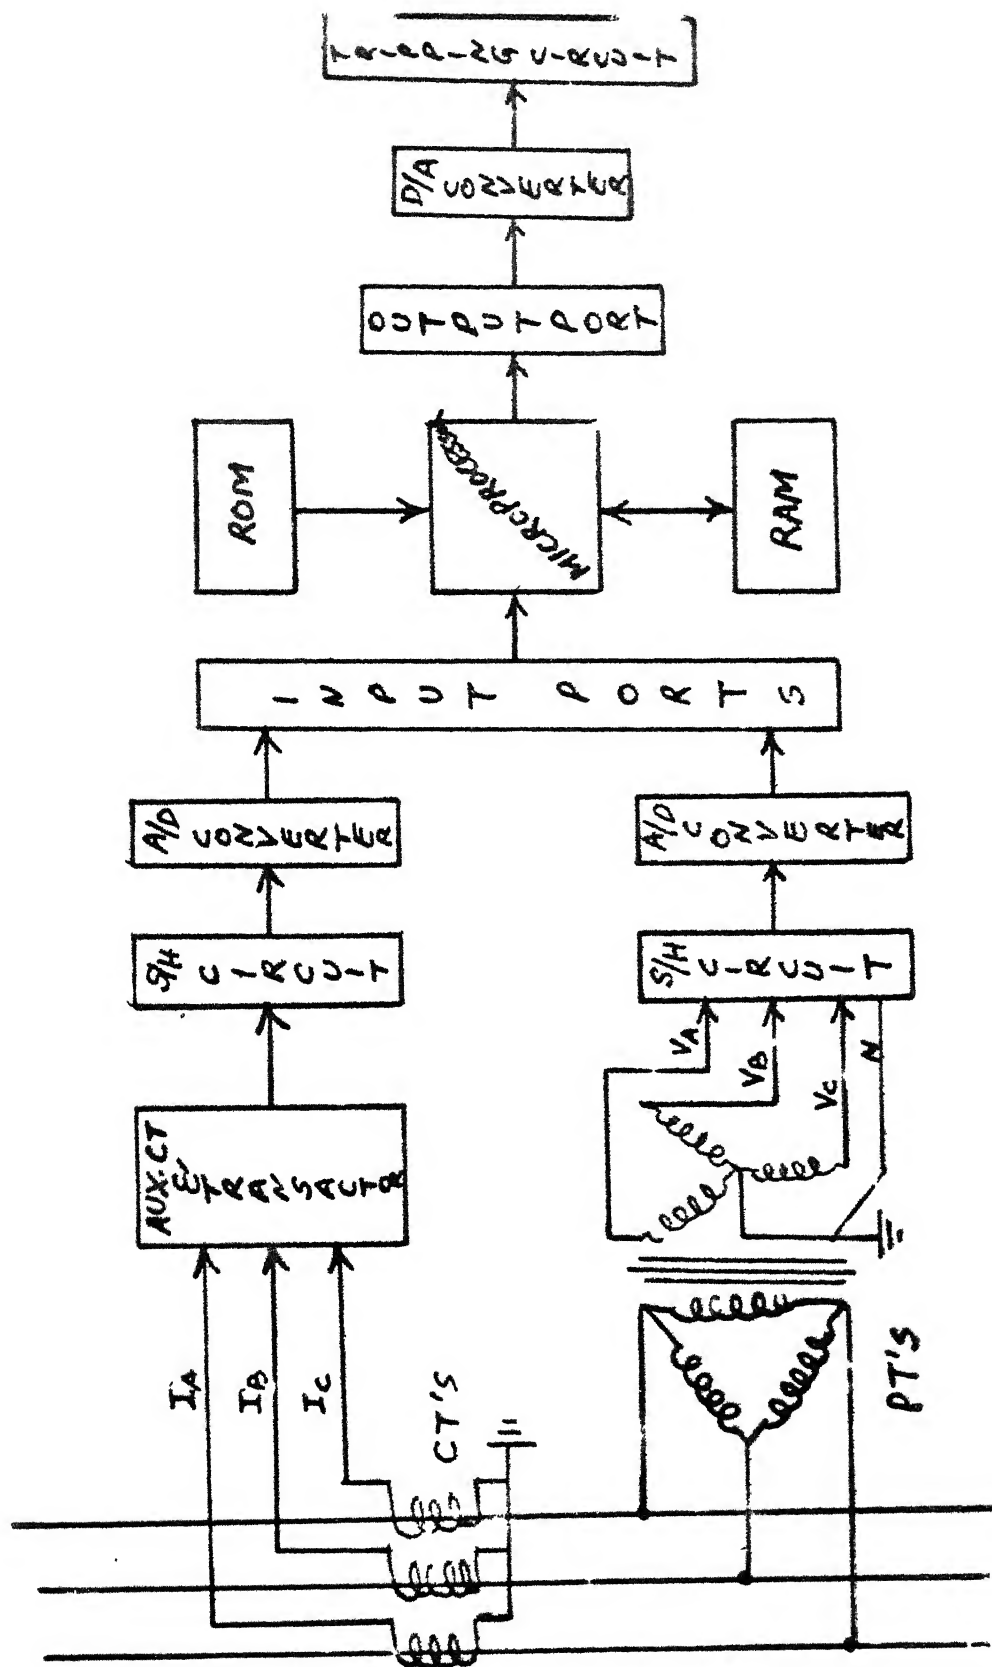 TRIPPING CIRCUIT
D/A CONVERTER
OUTPUT PORT
ROM
MICROPROCESSOR
RAM
INPUT PORTS
A/D CONVERTER
A/D CONVERTER
S/H CIRCUIT
S/H CIRCUIT
AUX.CT
& TRANSACTOR
VA
VB
VC
N
IA
IB
IC
CT'S
PT'S